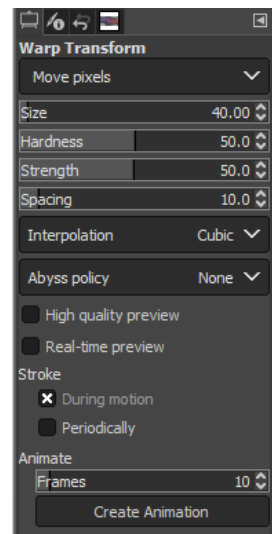 Warp Transform
Move pixels
Size 40.00
Hardness 50.0
Strength 50.0
Spacing 10.0
Interpolation Cubic
Abyss policy None
High quality preview
Real-time preview
Stroke
During motion
Periodically
Animate
Frames 10
Create Animation